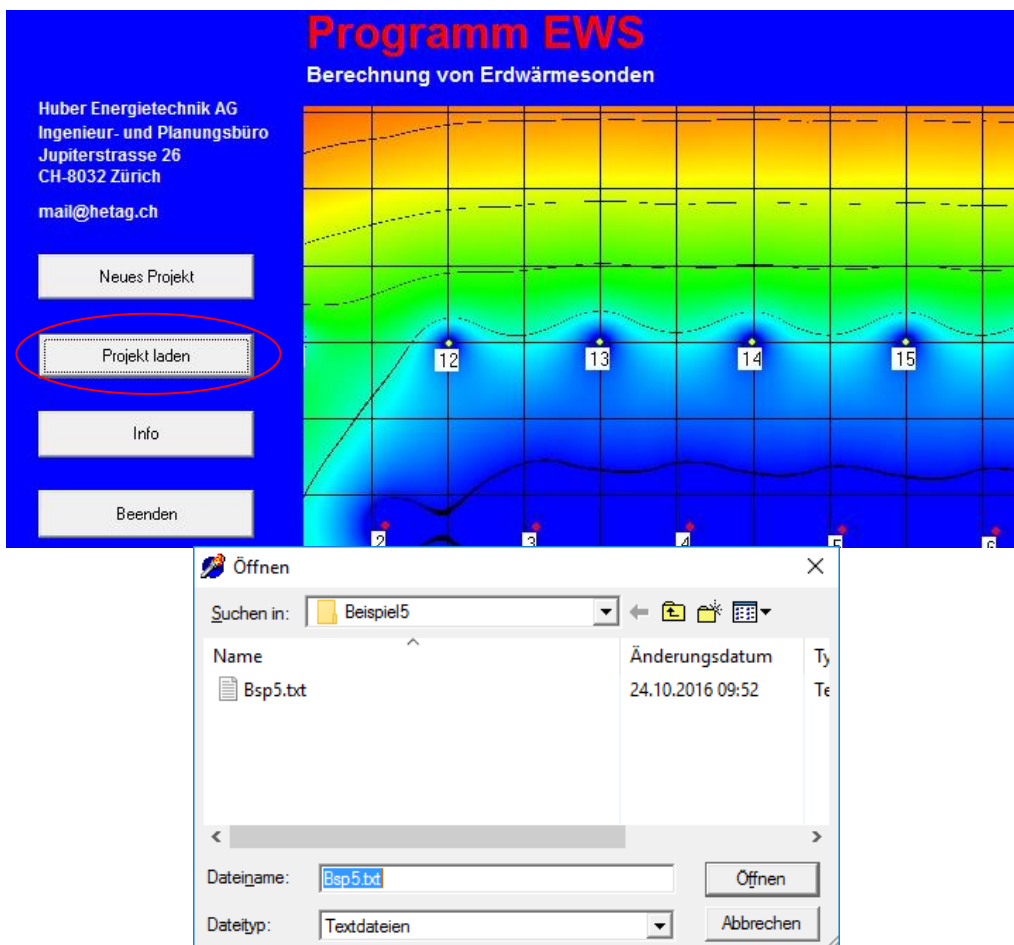 Programm EWS
Berechnung von Erdwärmesonden
Huber Energietechnik AG
Ingenieur- und Planungsbüro
Jupiterstrasse 26
CH-8032 Zürich
mail@hetag.ch
Neues Projekt
Projekt laden
Info
Beenden
12 13 14 15
2 3 4 5 6
Öffnen
Suchen in: Beispiel5
Name Änderungsdatum Ty
Bsp5.txt 24.10.2016 09:52 Te
Dateiname: Bsp5.txt Öffnen
Dateityp: Textdateien Abbrechen